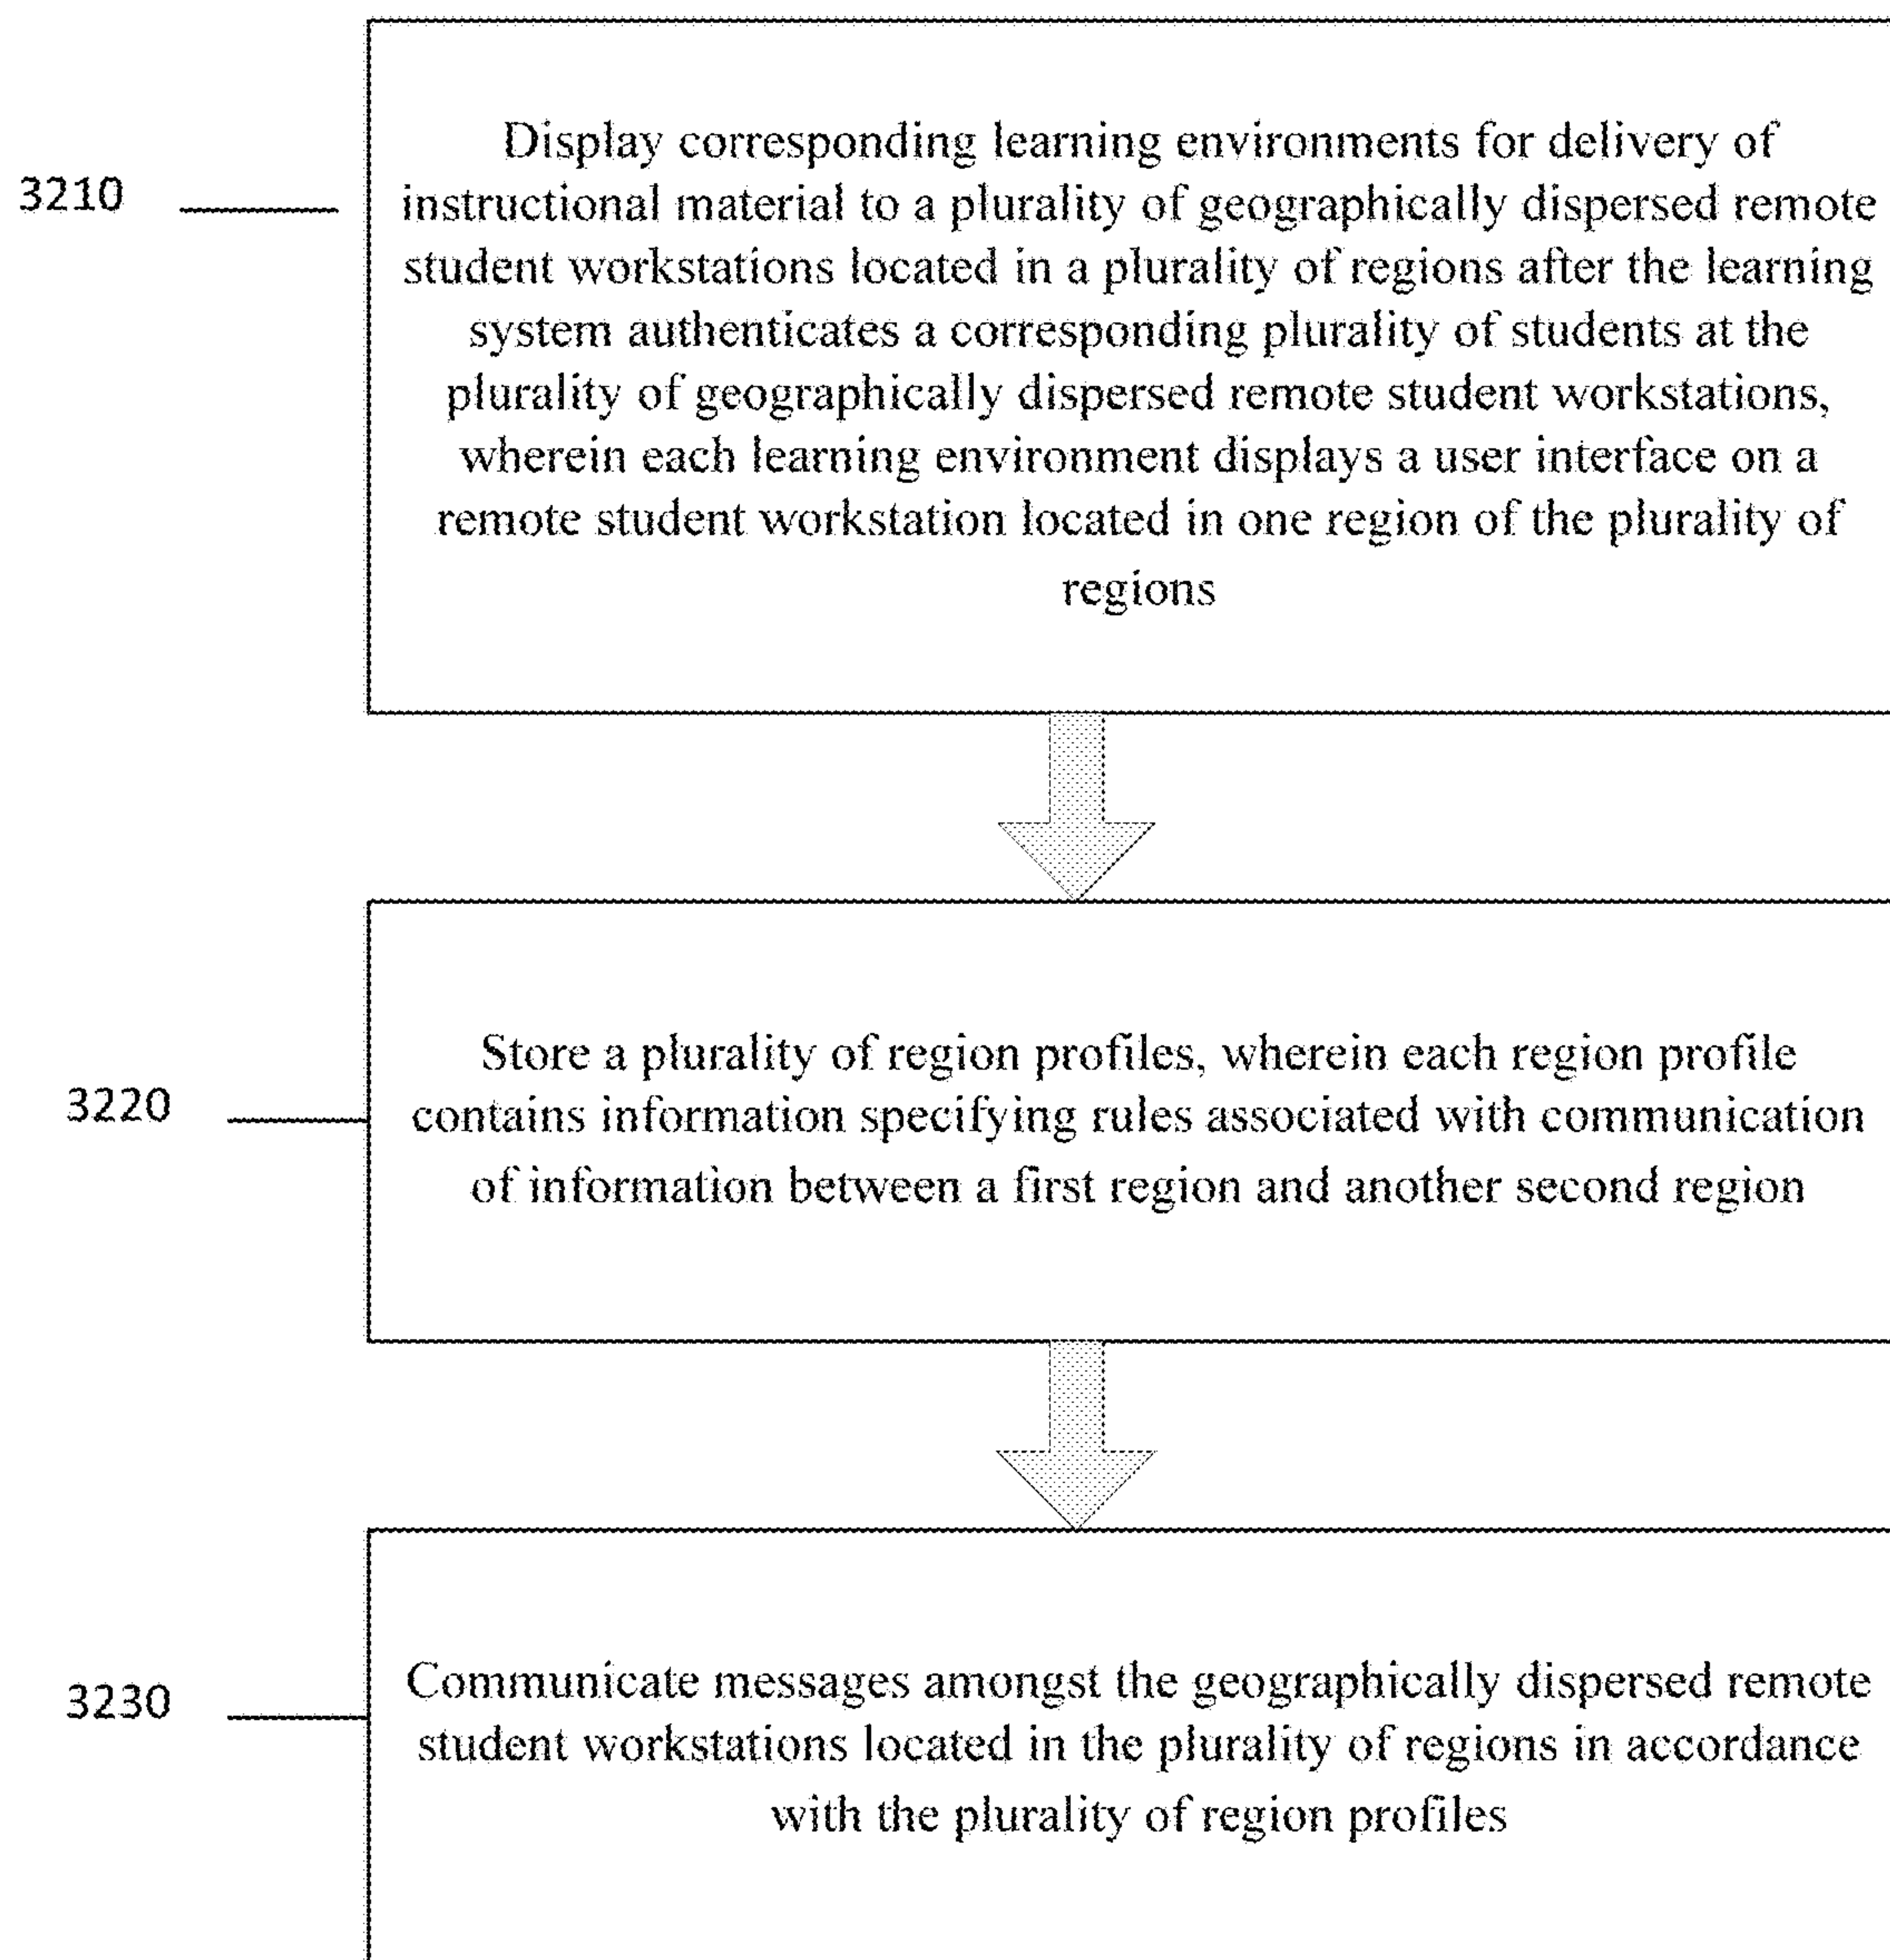 3210
Display corresponding learning environments for delivery of
instructional material to a plurality of geographically dispersed remote
student workstations located in a plurality of regions after the learning
system authenticates a corresponding plurality of students at the
plurality of geographically dispersed remote student workstations,
wherein each learning environment displays a user interface on a
remote student workstation located in one region of the plurality of
regions
3220
Store a plurality of region profiles, wherein each region profile
contains information specifying rules associated with communication
of information between a first region and another second region
3230
Communicate messages amongst the geographically dispersed remote
student workstations located in the plurality of regions in accordance
with the plurality of region profiles